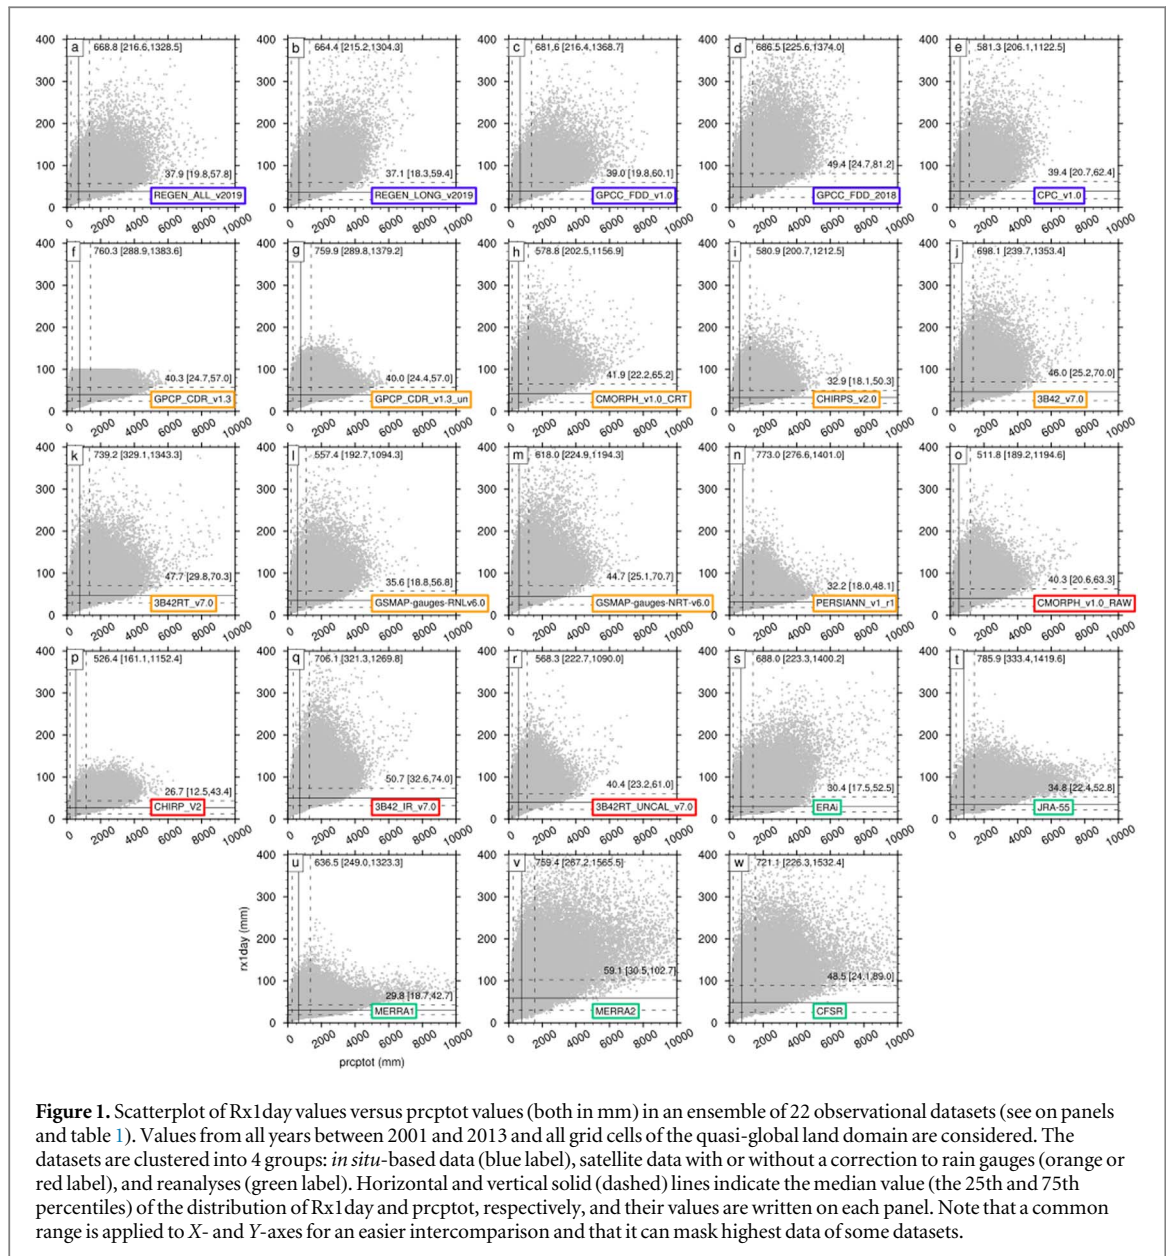 a 668.8 [216.6,1328.5]
37.9 [19.8,57.8]
REGEN_ALL_v2019
b 664.4 [215.2,1304.3]
37.1 [18.3,59.4]
REGEN_LONG_v2019
c 681.6 [216.4,1368.7]
39.0 [19.8,60.1]
GPCC_FDD_v1.0
d 686.5 [225.6,1374.0]
49.4 [24.7,81.2]
GPCC_FDD_2018
e 581.3 [206.1,1122.5]
39.4 [20.7,62.4]
CPC_v1.0
400
300
200
100
0
0 2000 4000 6000 8000 10000
f 760.3 [288.9,1383.6]
40.3 [24.7,57.0]
GPCP_CDR_v1.3
g 759.9 [289.8,1379.2]
40.0 [24.4,57.0]
GPCP_CDR_v1.3_un
h 578.8 [202.5,1156.9]
41.9 [22.2,65.2]
CMORPH_v1.0_CRT
i 580.9 [200.7,1212.5]
32.9 [18.1,50.3]
CHIRPS_v2.0
j 698.1 [239.7,1353.4]
46.0 [25.2,70.0]
3B42_v7.0
k 739.2 [329.1,1343.3]
47.7 [29.8,70.3]
3B42RT_v7.0
l 557.4 [192.7,1094.3]
35.6 [18.8,56.8]
GSMAP-gauges-RNLv6.0
m 618.0 [224.9,1194.3]
44.7 [25.1,70.7]
GSMAP-gauges-NRT-v6.0
n 773.0 [276.6,1401.0]
32.2 [18.0,48.1]
PERSIANN_v1_r1
o 511.8 [189.2,1194.6]
40.3 [20.6,63.3]
CMORPH_v1.0_RAW
p 526.4 [161.1,1152.4]
26.7 [12.5,43.4]
CHIRP_V2
q 706.1 [321.3,1269.8]
50.7 [32.6,74.0]
3B42_IR_v7.0
r 568.3 [222.7,1090.0]
40.4 [23.2,61.0]
3B42RT_UNCAL_v7.0
s 688.0 [223.3,1400.2]
30.4 [17.5,52.5]
ERAi
t 785.9 [333.4,1419.6]
34.8 [22.4,52.8]
JRA-55
u 636.5 [249.0,1323.3]
29.8 [18.7,42.7]
MERRA1
v 759.4 [267.2,1565.5]
59.1 [30.5,102.7]
MERRA2
w 721.1 [226.3,1532.4]
48.5 [24.1,89.0]
CFSR
rx1day (mm)
prcptot (mm)
Figure 1. Scatterplot of Rx1day values versus prcptot values (both in mm) in an ensemble of 22 observational datasets (see on panels
and table 1). Values from all years between 2001 and 2013 and all grid cells of the quasi-global land domain are considered. The
datasets are clustered into 4 groups: in situ-based data (blue label), satellite data with or without a correction to rain gauges (orange or
red label), and reanalyses (green label). Horizontal and vertical solid (dashed) lines indicate the median value (the 25th and 75th
percentiles) of the distribution of Rx1day and prcptot, respectively, and their values are written on each panel. Note that a common
range is applied to X- and Y-axes for an easier intercomparison and that it can mask highest data of some datasets.